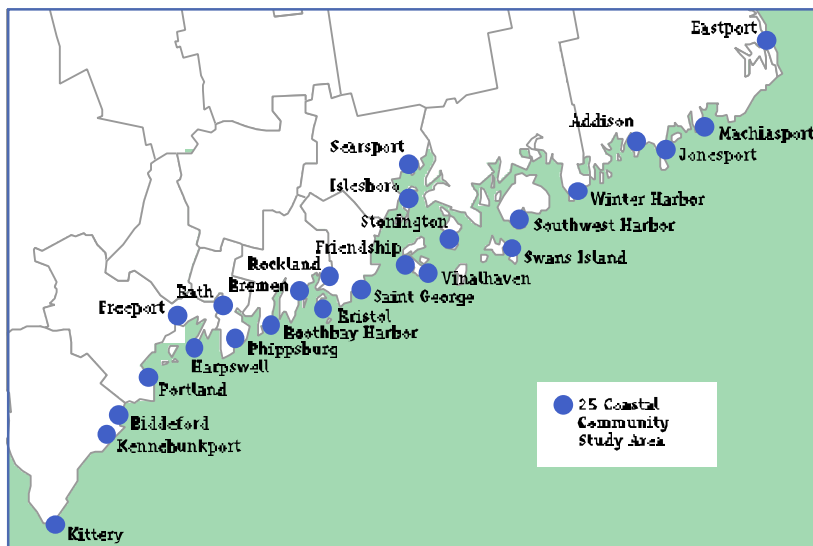 Eastport
Addison
Machiasport
Searsport
Jonesport
Islesboro
Winter Harbor
Stonington
Southwest Harbor
Friendship
Swans Island
Rockland
Vinalhaven
Bath
Bremen
Saint George
Freeport
Bristol
Boothbay Harbor
Phippsburg
Harpswell
Portland
25 Coastal
Community
Study Area
Biddeford
Kennebunkport
Kittery